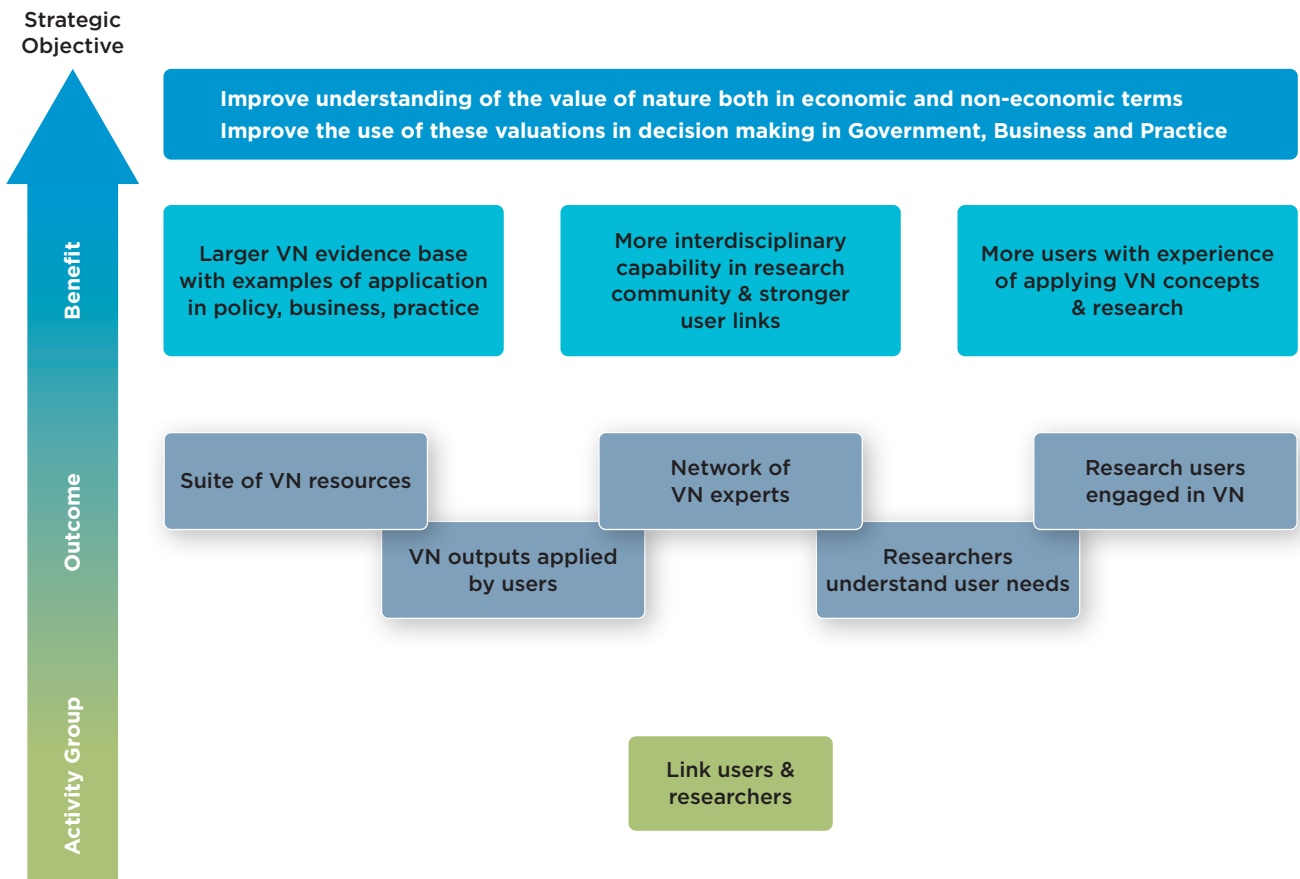 Strategic
Objective
Improve understanding of the value of nature both in economic and non-economic terms
Improve the use of these valuations in decision making in Government, Business and Practice
Benefit
Larger VN evidence base
with examples of application
in policy, business, practice
More interdisciplinary
capability in research
community & stronger
user links
More users with experience
of applying VN concepts
& research
Outcome
Suite of VN resources
VN outputs applied
by users
Network of
VN experts
Researchers
understand user needs
Research users
engaged in VN
Activity Group
Link users &
researchers